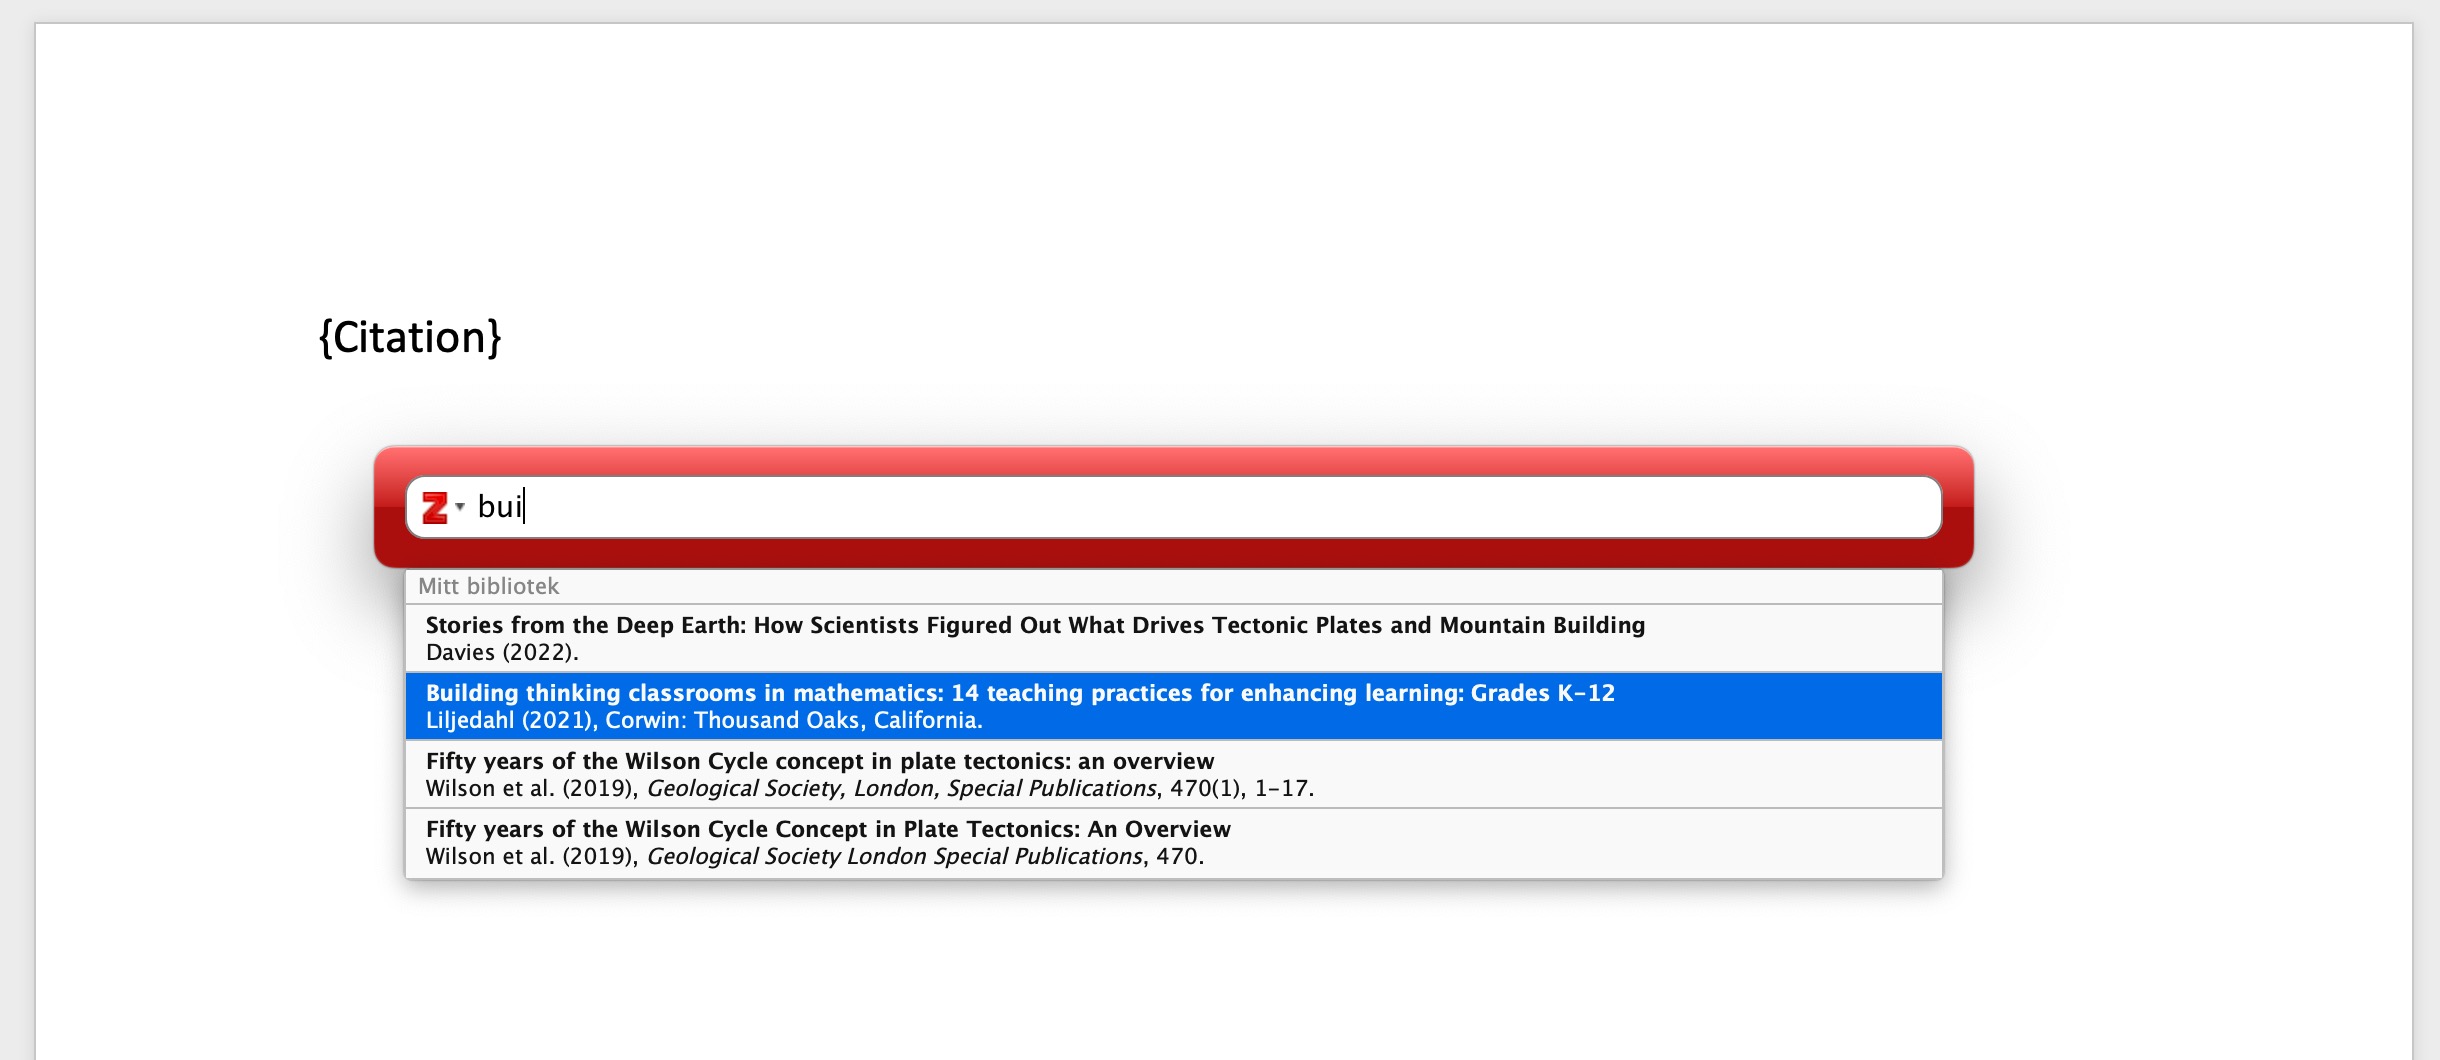 {Citation}
Z bui
Mitt bibliotek
Stories from the Deep Earth: How Scientists Figured Out What Drives Tectonic Plates and Mountain Building
Davies (2022).
Building thinking classrooms in mathematics: 14 teaching practices for enhancing learning: Grades K–12
Liljedahl (2021), Corwin: Thousand Oaks, California.
Fifty years of the Wilson Cycle concept in plate tectonics: an overview
Wilson et al. (2019), Geological Society, London, Special Publications, 470(1), 1–17.
Fifty years of the Wilson Cycle Concept in Plate Tectonics: An Overview
Wilson et al. (2019), Geological Society London Special Publications, 470.